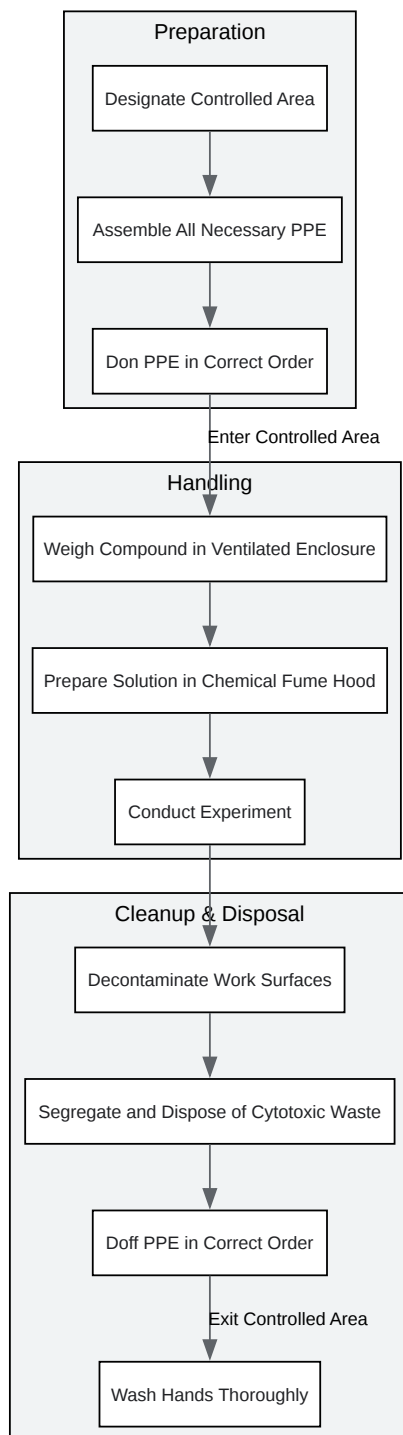 Preparation
Designate Controlled Area
Assemble All Necessary PPE
Don PPE in Correct Order
Enter Controlled Area
Handling
Weigh Compound in Ventilated Enclosure
Prepare Solution in Chemical Fume Hood
Conduct Experiment
Cleanup & Disposal
Decontaminate Work Surfaces
Segregate and Dispose of Cytotoxic Waste
Doff PPE in Correct Order
Exit Controlled Area
Wash Hands Thoroughly